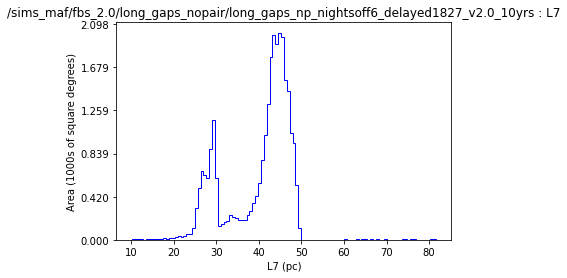 /sims_maf/fbs_2.0/long_gaps_nopair/long_gaps_np_nightsoff6_delayed1827_v2.0_10yrs : L7
2.098
1.679
1.259
0.839
0.420
0.000
Area (1000s of square degrees)
10 20 30 40 50 60 70 80
L7 (pc)